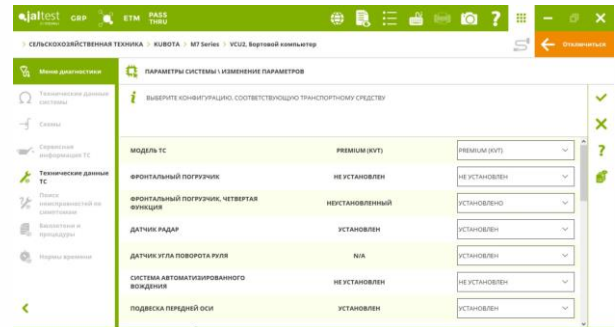 jaltest GRP ETM PASS THRU
СЕЛЬСКОХОЗЯЙСТВЕННАЯ ТЕХНИКА > KUBOTA > M7 Series > VCU2, Бортовой компьютер
Отключиться
Меню диагностики
ПАРАМЕТРЫ СИСТЕМЫ \ ИЗМЕНЕНИЕ ПАРАМЕТРОВ
Технические данные системы
ВЫБЕРИТЕ КОНФИГУРАЦИЮ, СООТВЕТСТВУЮЩУЮ ТРАНСПОРТНОМУ СРЕДСТВУ
Схемы
Сервисная информация ТС
Технические данные ТС
Поиск неисправностей по симптомам
Бюллетени и процедуры
Нормы времени
МОДЕЛЬ ТС PREMIUM (KVT) PREMIUM (KVT)
ФРОНТАЛЬНЫЙ ПОГРУЗЧИК НЕ УСТАНОВЛЕН НЕ УСТАНОВЛЕН
ФРОНТАЛЬНЫЙ ПОГРУЗЧИК, ЧЕТВЕРТАЯ ФУНКЦИЯ НЕУСТАНОВЛЕННЫЙ УСТАНОВЛЕНО
ДАТЧИК РАДАР УСТАНОВЛЕН УСТАНОВЛЕН
ДАТЧИК УГЛА ПОВОРОТА РУЛЯ N/A УСТАНОВЛЕН
СИСТЕМА АВТОМАТИЗИРОВАННОГО ВОЖДЕНИЯ НЕ УСТАНОВЛЕН НЕ УСТАНОВЛЕН
ПОДВЕСКА ПЕРЕДНЕЙ ОСИ УСТАНОВЛЕН УСТАНОВЛЕН